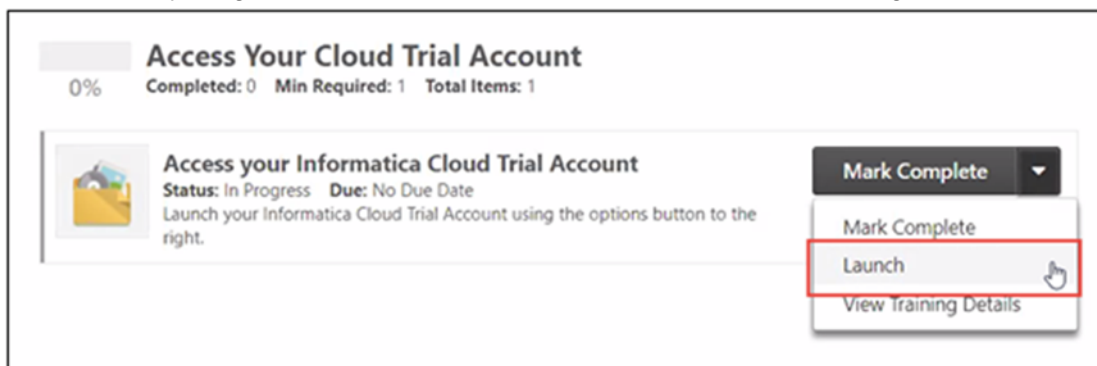 Access Your Cloud Trial Account
0%
Completed: 0 Min Required: 1 Total Items: 1
Access your Informatica Cloud Trial Account
Status: In Progress Due: No Due Date
Launch your Informatica Cloud Trial Account using the options button to the
right.
Mark Complete
Mark Complete
Launch
View Training Details